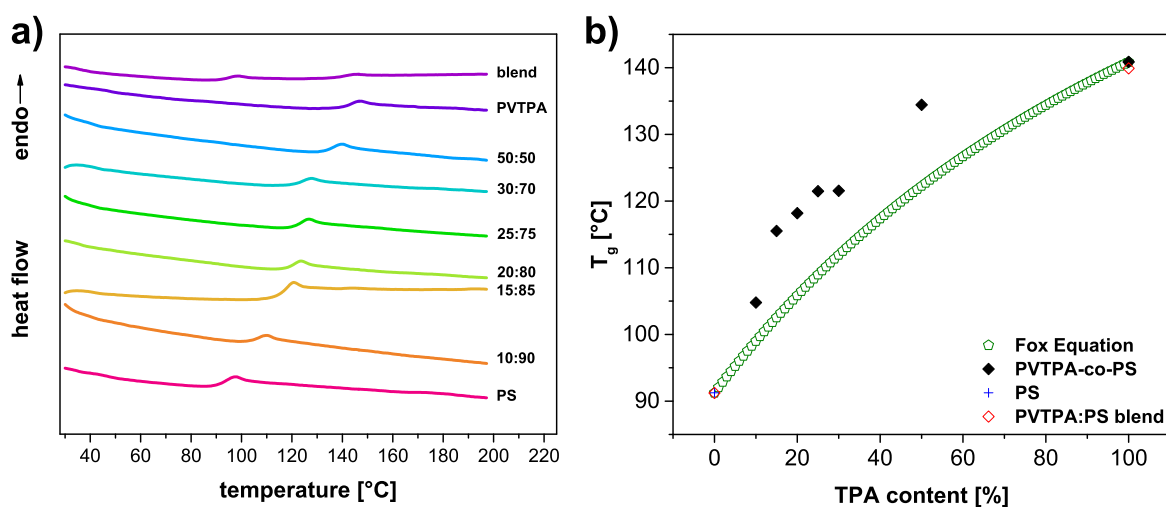 a)
endo
heat flow
blend
PVTPA
50:50
30:70
25:75
20:80
15:85
10:90
PS
40 60 80 100 120 140 160 180 200 220
temperature [°C]
b)
T_g [°C]
140
130
120
110
100
90
Fox Equation
PVTPA-co-PS
PS
PVTPA:PS blend
0 20 40 60 80 100
TPA content [%]